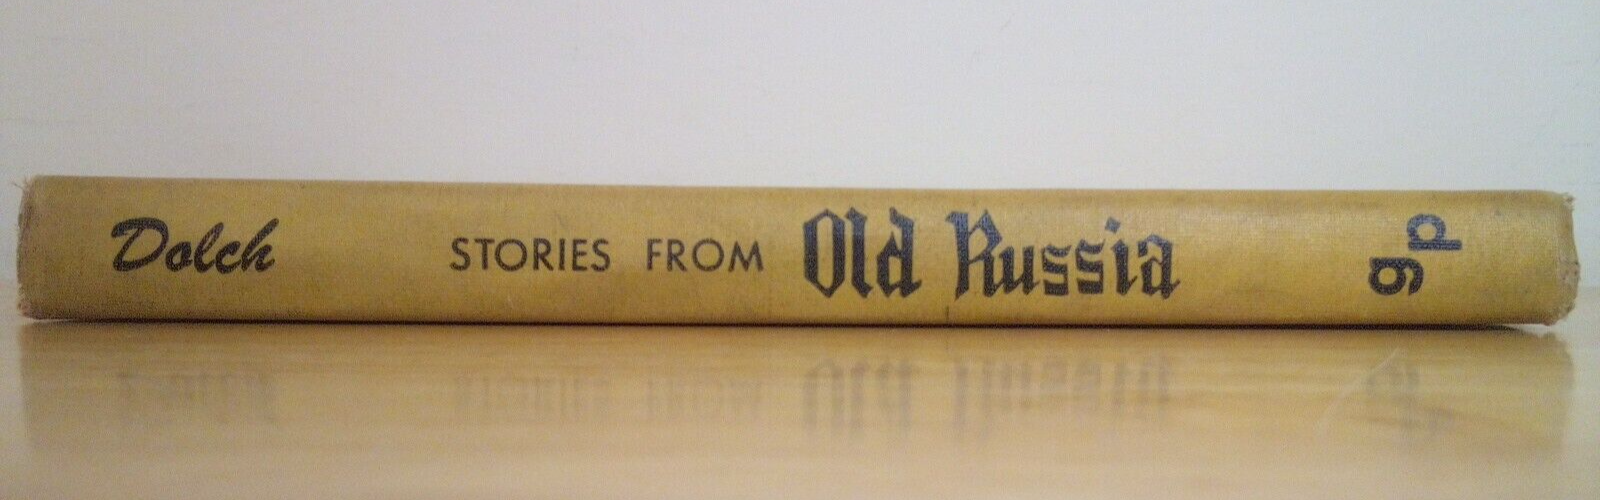 Dolch STORIES FROM Old Russia
gp